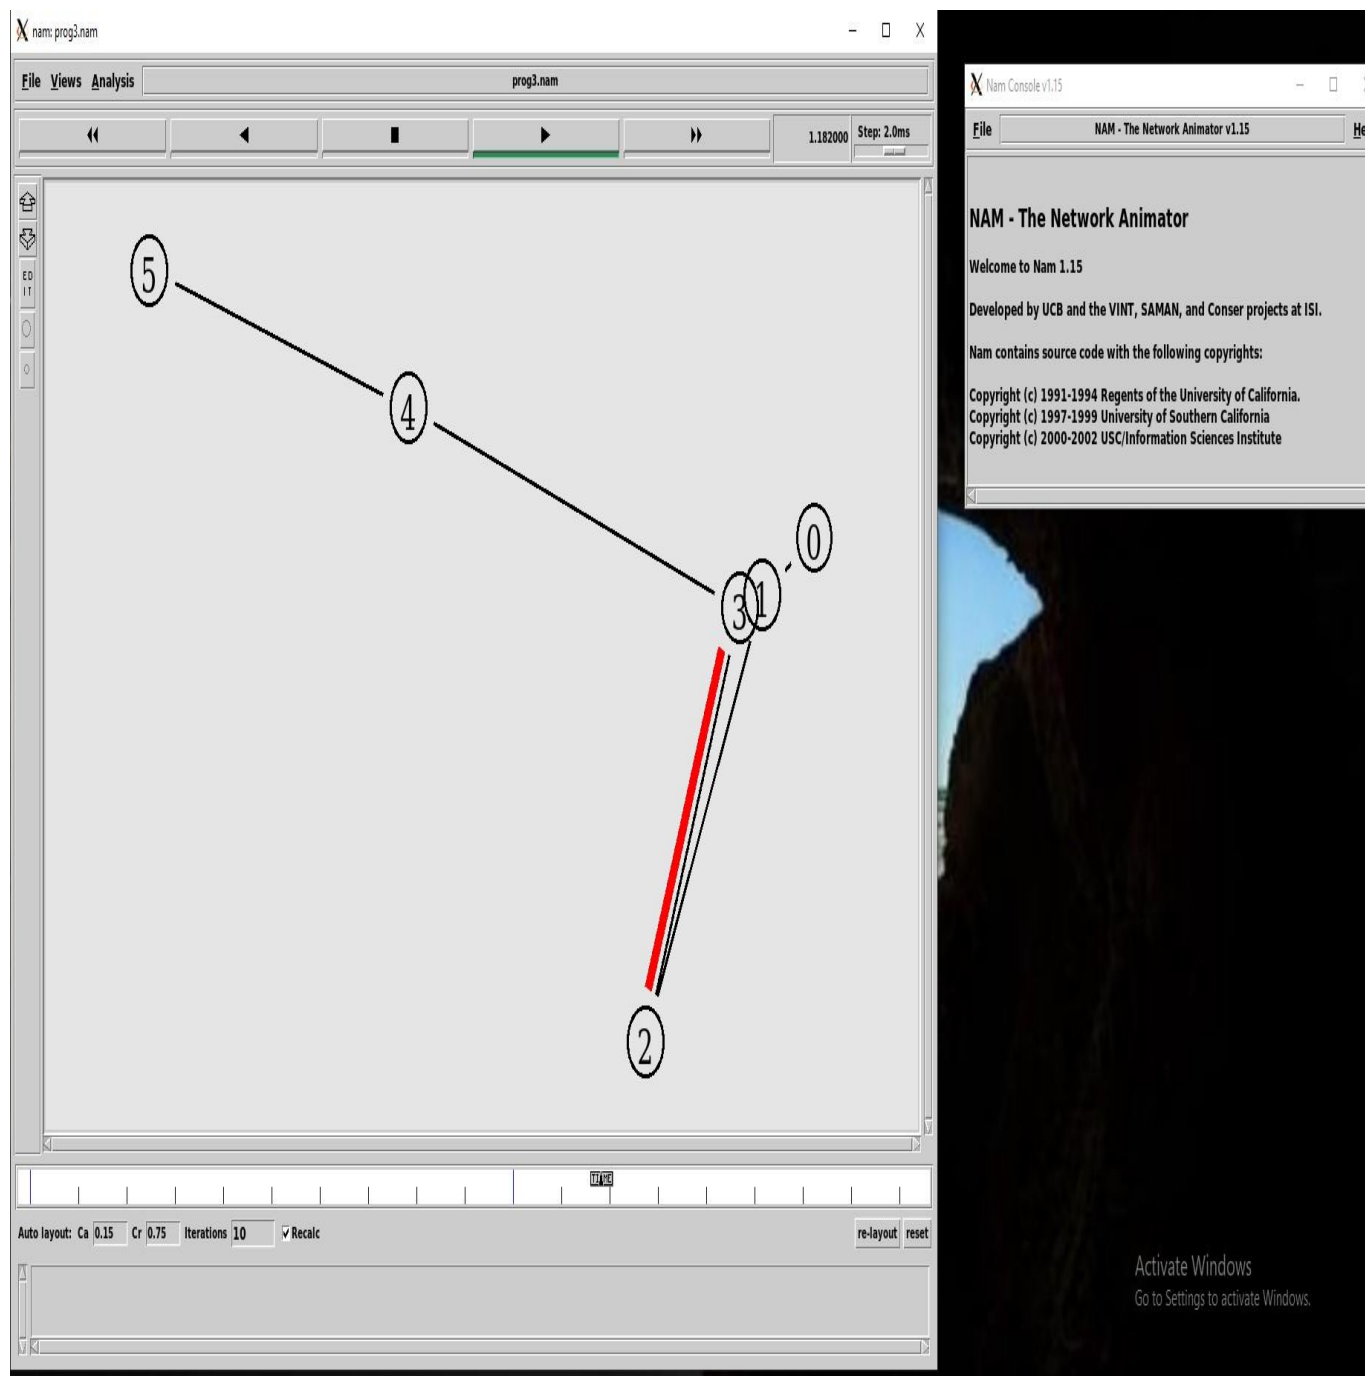 nam: prog3.nam
File Views Analysis
prog3.nam
1.182000
Step: 2.0ms
ED
IT
5
4
0
3
1
2
TIME
Auto layout: Ca 0.15 Cr 0.75 Iterations 10 Recalc
re-layout reset
Nam Console v1.15
File
NAM - The Network Animator v1.15
He
NAM - The Network Animator
Welcome to Nam 1.15
Developed by UCB and the VINT, SAMAN, and Conser projects at ISI.
Nam contains source code with the following copyrights:
Copyright (c) 1991-1994 Regents of the University of California.
Copyright (c) 1997-1999 University of Southern California
Copyright (c) 2000-2002 USC/Information Sciences Institute
Activate Windows
Go to Settings to activate Windows.